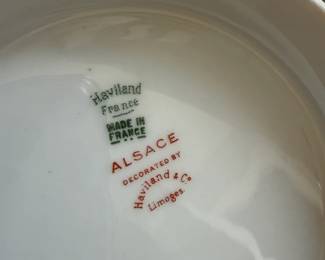 Haviland
France
MADE IN
FRANCE
ALSACE
DECORATED BY
Haviland & Co.
Limoges